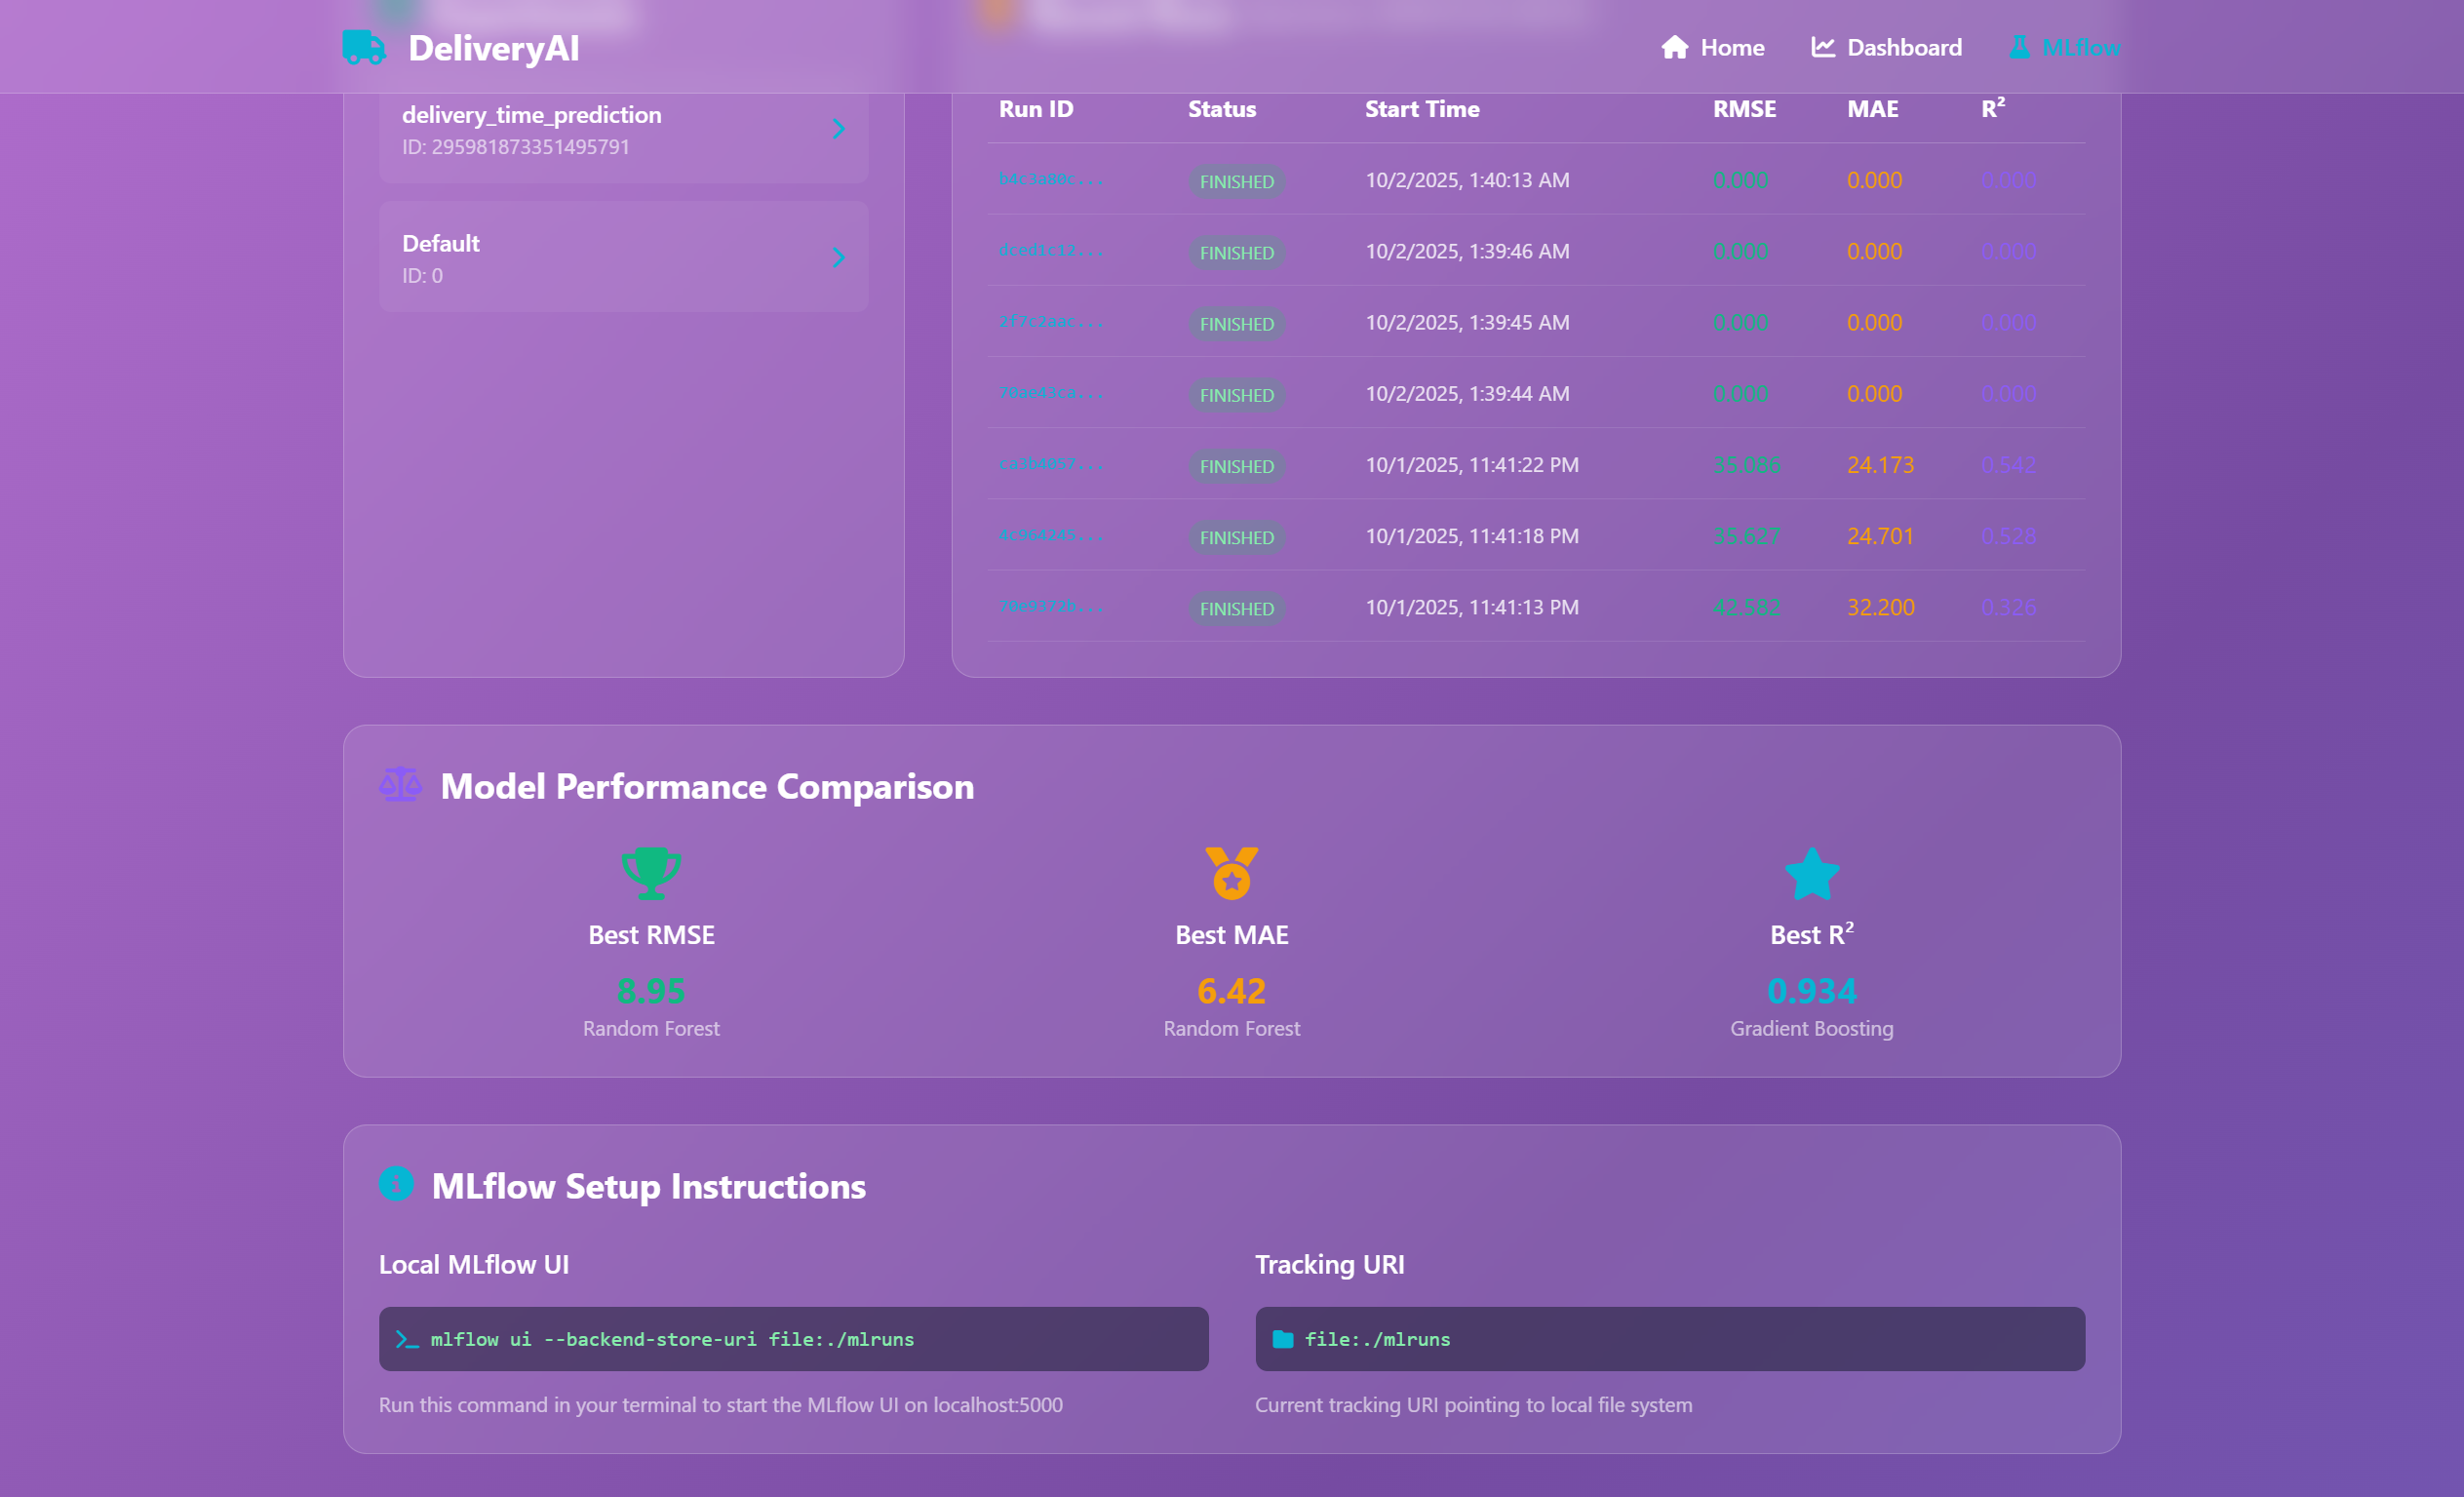 DeliveryAI
Home
Dashboard
MLflow
delivery_time_prediction
ID: 295981873351495791
Default
ID: 0
Run ID Status Start Time RMSE MAE R²
b4c3a80c... FINISHED 10/2/2025, 1:40:13 AM 0.000 0.000 0.000
dced1c12... FINISHED 10/2/2025, 1:39:46 AM 0.000 0.000 0.000
2f7c2aac... FINISHED 10/2/2025, 1:39:45 AM 0.000 0.000 0.000
FINISHED 10/2/2025, 1:39:44 AM 0.000 0.000 0.000
ca3b4057... FINISHED 10/1/2025, 11:41:22 PM 35.086 24.173 0.542
4c964245... FINISHED 10/1/2025, 11:41:18 PM 35.627 24.701 0.528
FINISHED 10/1/2025, 11:41:13 PM 42.582 32.200 0.326
Model Performance Comparison
Best RMSE
8.95
Random Forest
Best MAE
6.42
Random Forest
Best R²
0.934
Gradient Boosting
MLflow Setup Instructions
Local MLflow UI
mlflow ui --backend-store-uri file:./mlruns
Run this command in your terminal to start the MLflow UI on localhost:5000
Tracking URI
file:./mlruns
Current tracking URI pointing to local file system